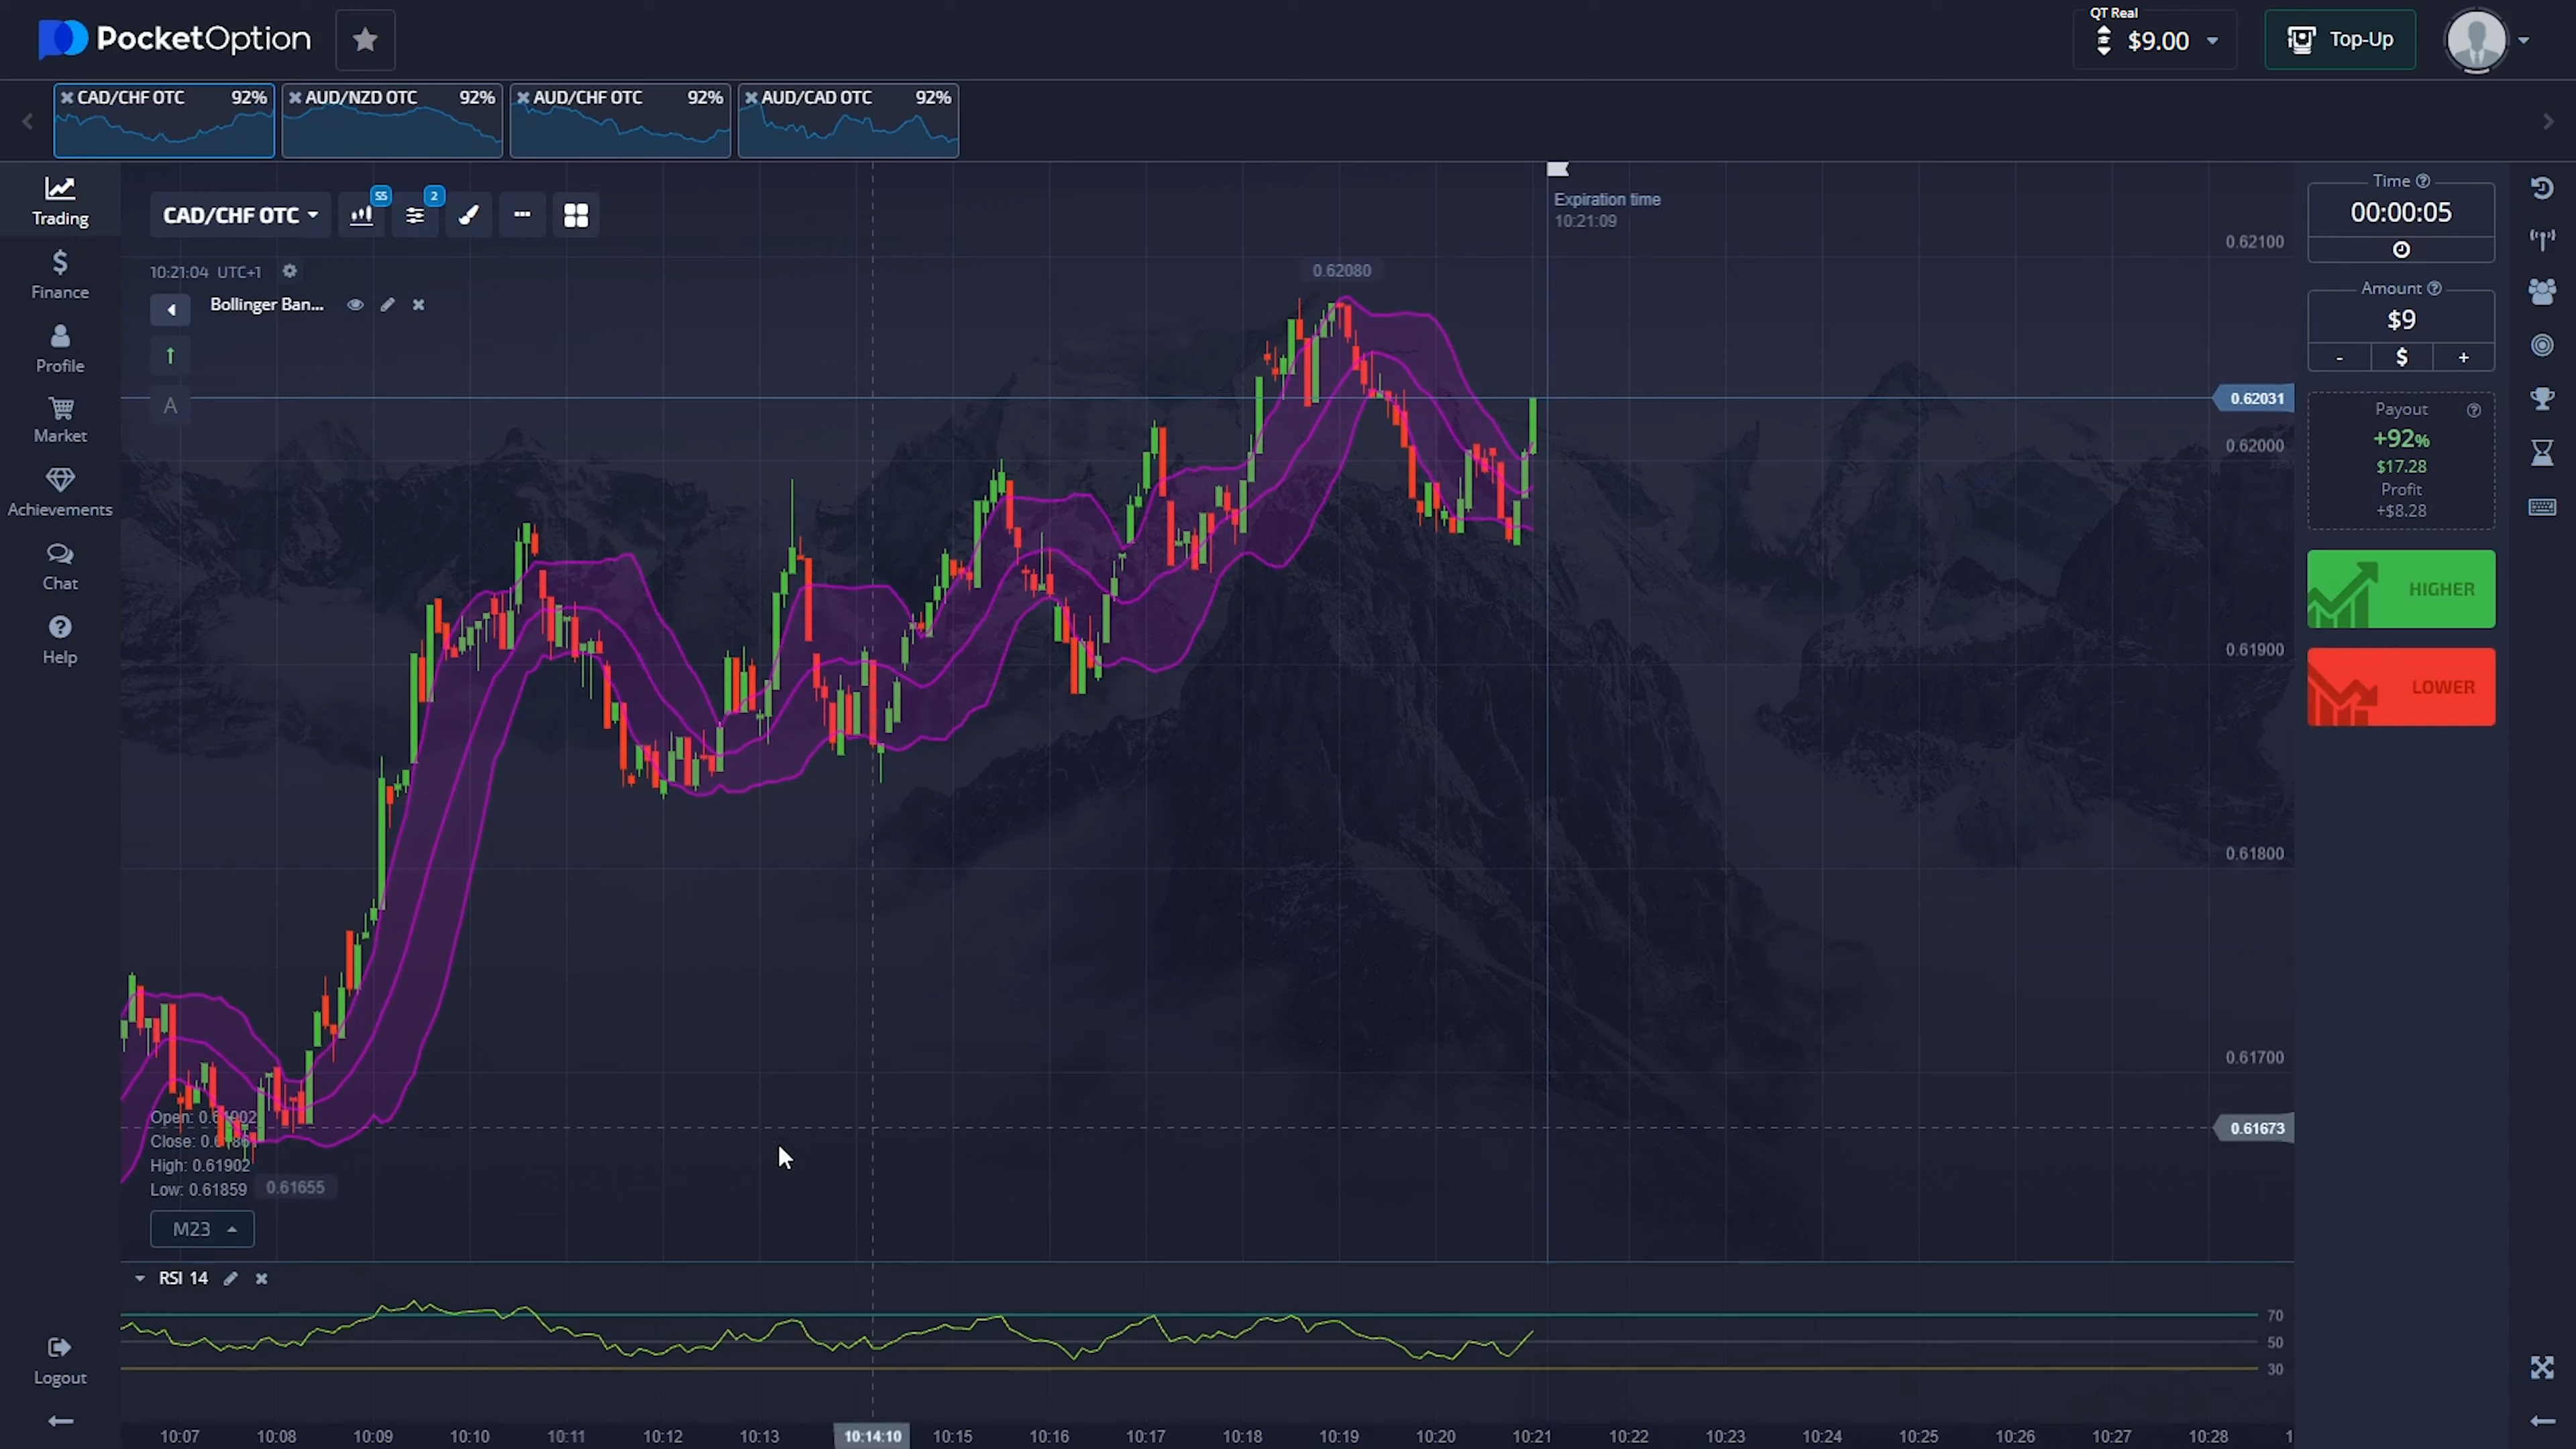 PocketOption
QT Real
$9.00
Top-Up
CAD/CHF OTC 92%
AUD/NZD OTC 92%
AUD/CHF OTC 92%
AUD/CAD OTC 92%
Trading
Finance
Profile
Market
Achievements
Chat
Help
Logout
CAD/CHF OTC
S5
2
10:21:04 UTC+1
Bollinger Ban...
A
Expiration time
10:21:09
0.62080
0.62100
0.62031
0.62000
0.61900
0.61800
0.61700
0.61673
Open: 0.61902
Close:
High: 0.61902
Low: 0.61859
0.61655
M23
RSI 14
70
50
30
10:07 10:08 10:09 10:10 10:11 10:12 10:13 10:14:10 10:15 10:16 10:17 10:18 10:19 10:20 10:21 10:22 10:23 10:24 10:25 10:26 10:27 10:28
Time
00:00:05
Amount
$9
- $ +
Payout
+92%
$17.28
Profit
+$8.28
HIGHER
LOWER